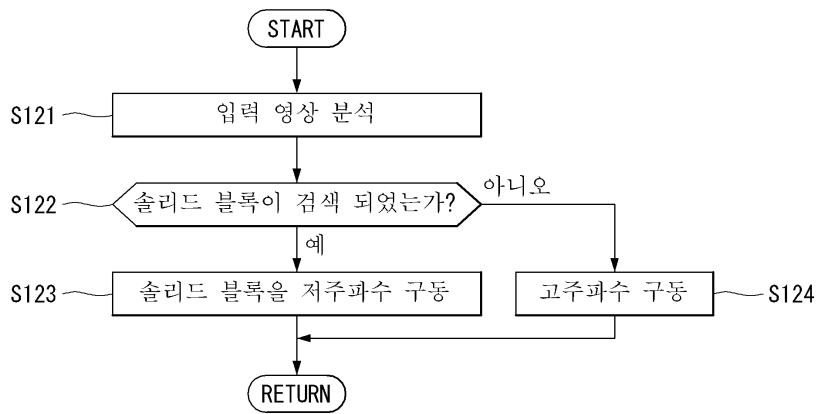 START
S121
입력 영상 분석
S122
솔리드 블록이 검색 되었는가?
아니오
예
S123
솔리드 블록을 저주파수 구동
고주파수 구동
S124
RETURN